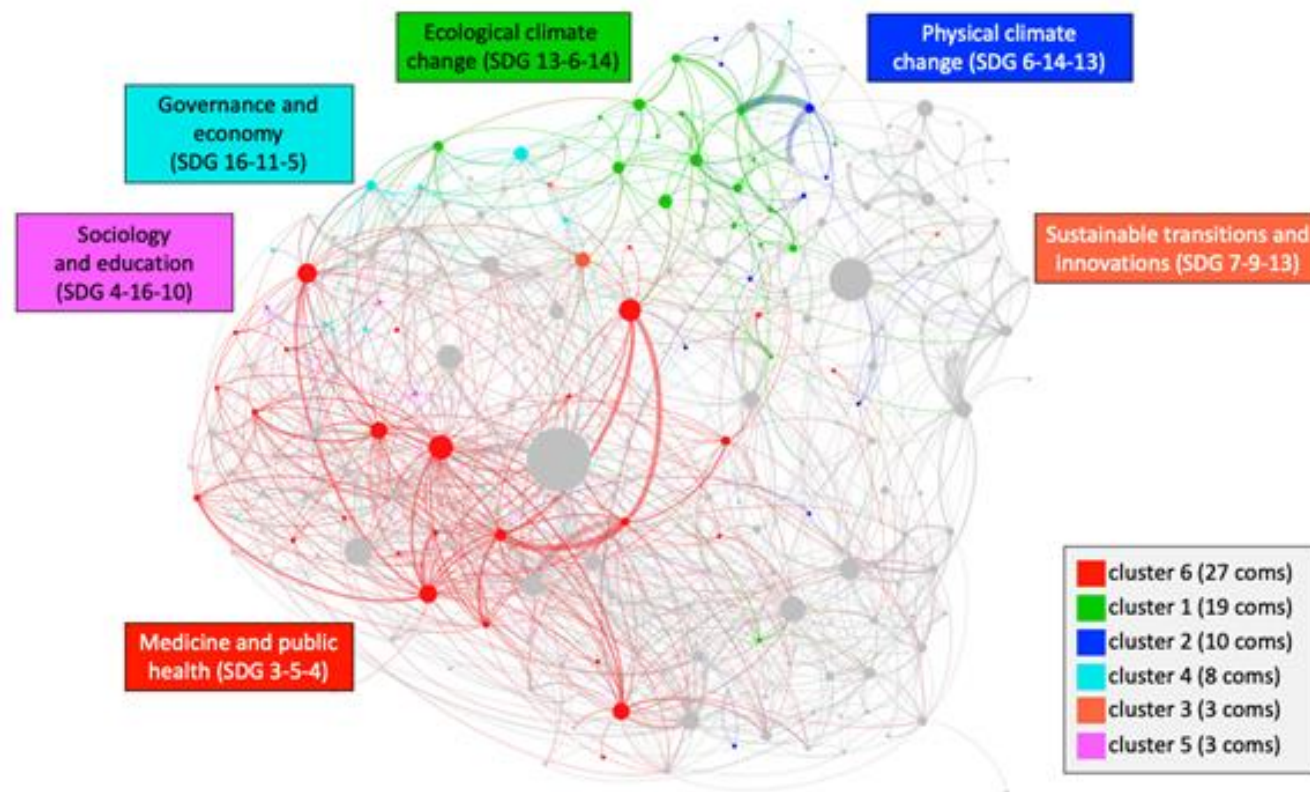 Ecological climate
change (SDG 13-6-14)
Physical climate
change (SDG 6-14-13)
Governance and
economy
(SDG 16-11-5)
Sociology
and education
(SDG 4-16-10)
Sustainable transitions and
innovations (SDG 7-9-13)
Medicine and public
health (SDG 3-5-4)
cluster 6 (27 coms)
cluster 1 (19 coms)
cluster 2 (10 coms)
cluster 4 (8 coms)
cluster 3 (3 coms)
cluster 5 (3 coms)